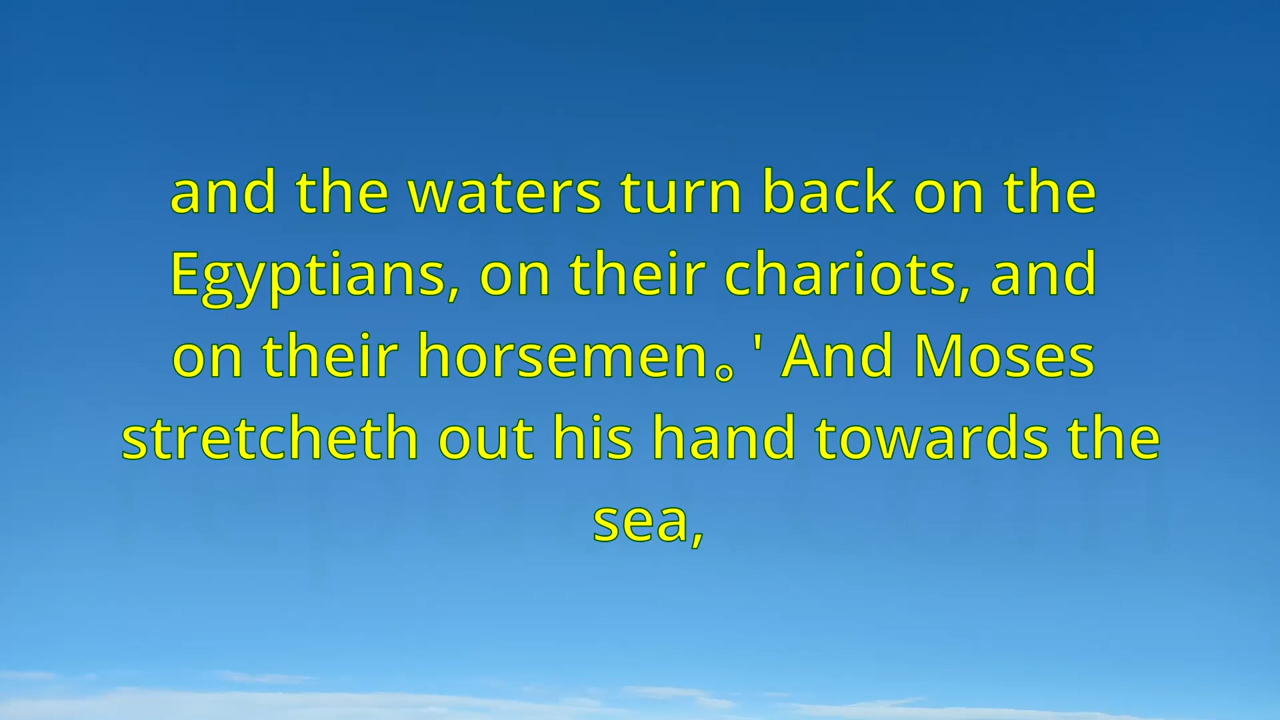 and the waters turn back on the
Egyptians, on their chariots, and
on their horsemen。' And Moses
stretcheth out his hand towards the
sea,